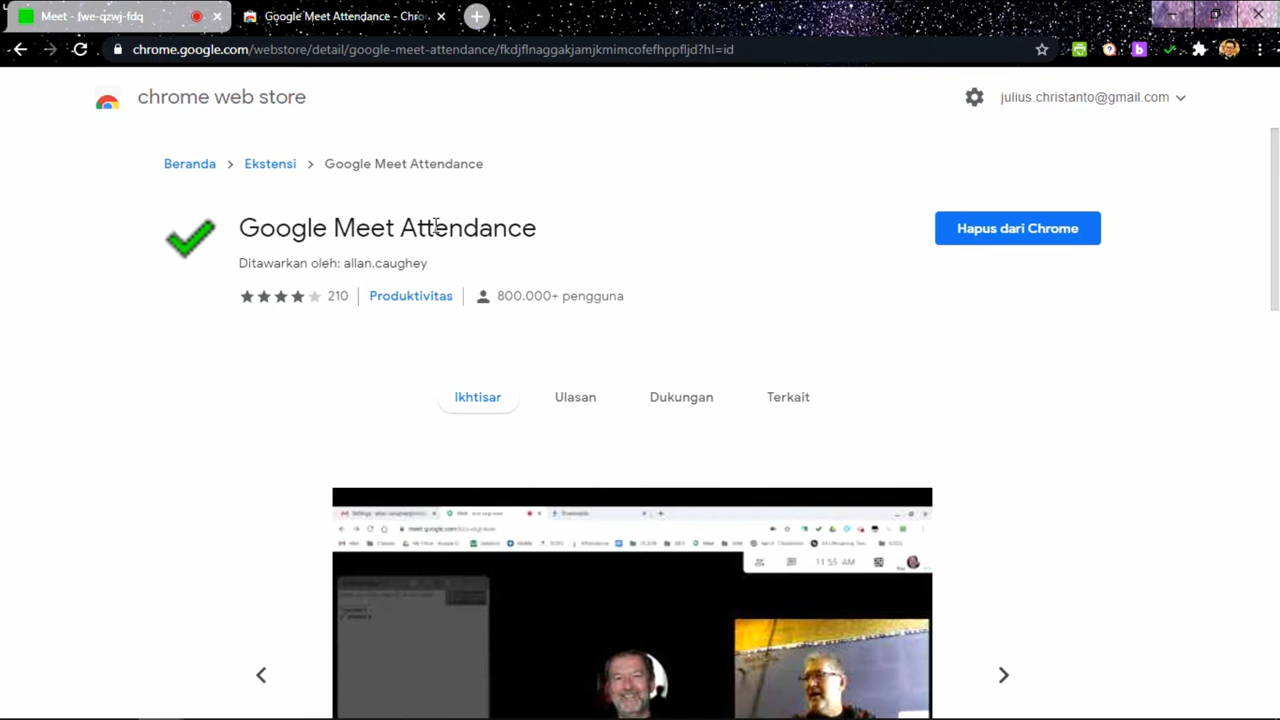 Meet - fwe-qzwj-fdq
Google Meet Attendance - Chro
chrome.google.com/webstore/detail/google-meet-attendance/fkdjflnaggakjamjkmimcofefhppfljd?hl=id
chrome web store
julius.christanto@gmail.com
Beranda > Ekstensi > Google Meet Attendance
Google Meet Attendance
Hapus dari Chrome
Ditawarkan oleh: allan.caughey
210
Produktivitas
800.000+ pengguna
Ikhtisar
Ulasan
Dukungan
Terkait
11:55 AM